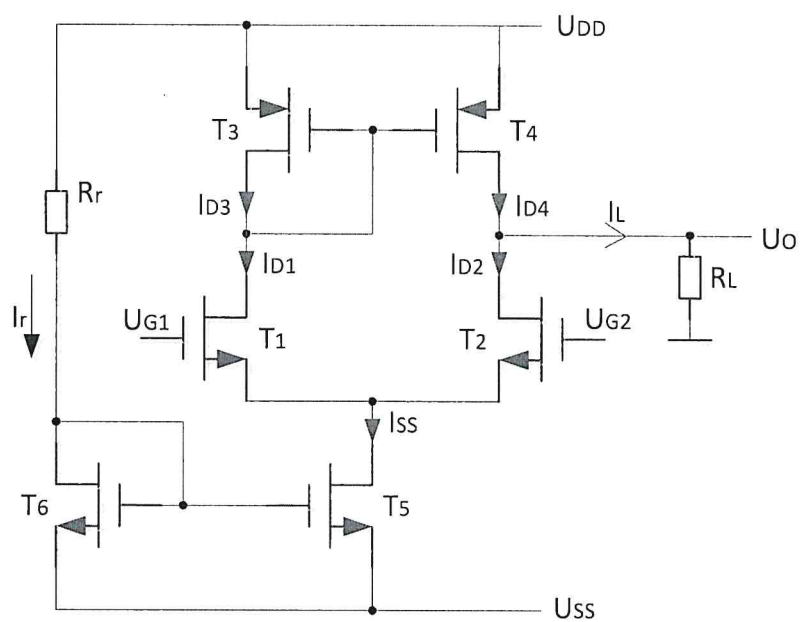 UDD
T3
T4
Rr
ID3
ID4
IL
UO
ID1
ID2
RL
UG1
UG2
Ir
T1
T2
ISS
T6
T5
USS